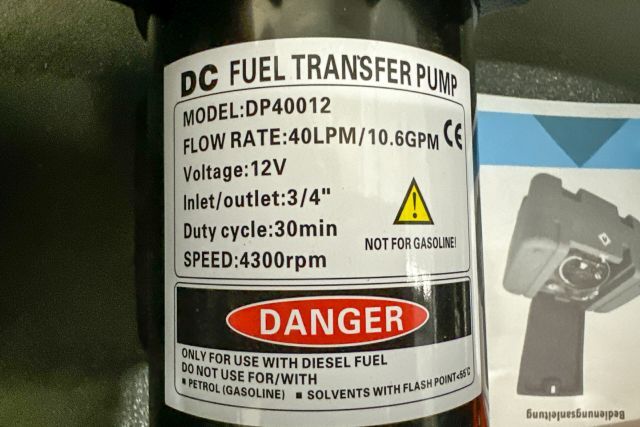 DC FUEL TRANSFER PUMP
MODEL:DP40012
FLOW RATE:40LPM/10.6GPM CE
Voltage:12V
Inlet/outlet:3/4"
Duty cycle:30min
NOT FOR GASOLINE!
SPEED:4300rpm
DANGER
ONLY FOR USE WITH DIESEL FUEL
DO NOT USE FOR/WITH
■ PETROL (GASOLINE) ■ SOLVENTS WITH FLASH POINT<55°C
Bedienungsanleitung